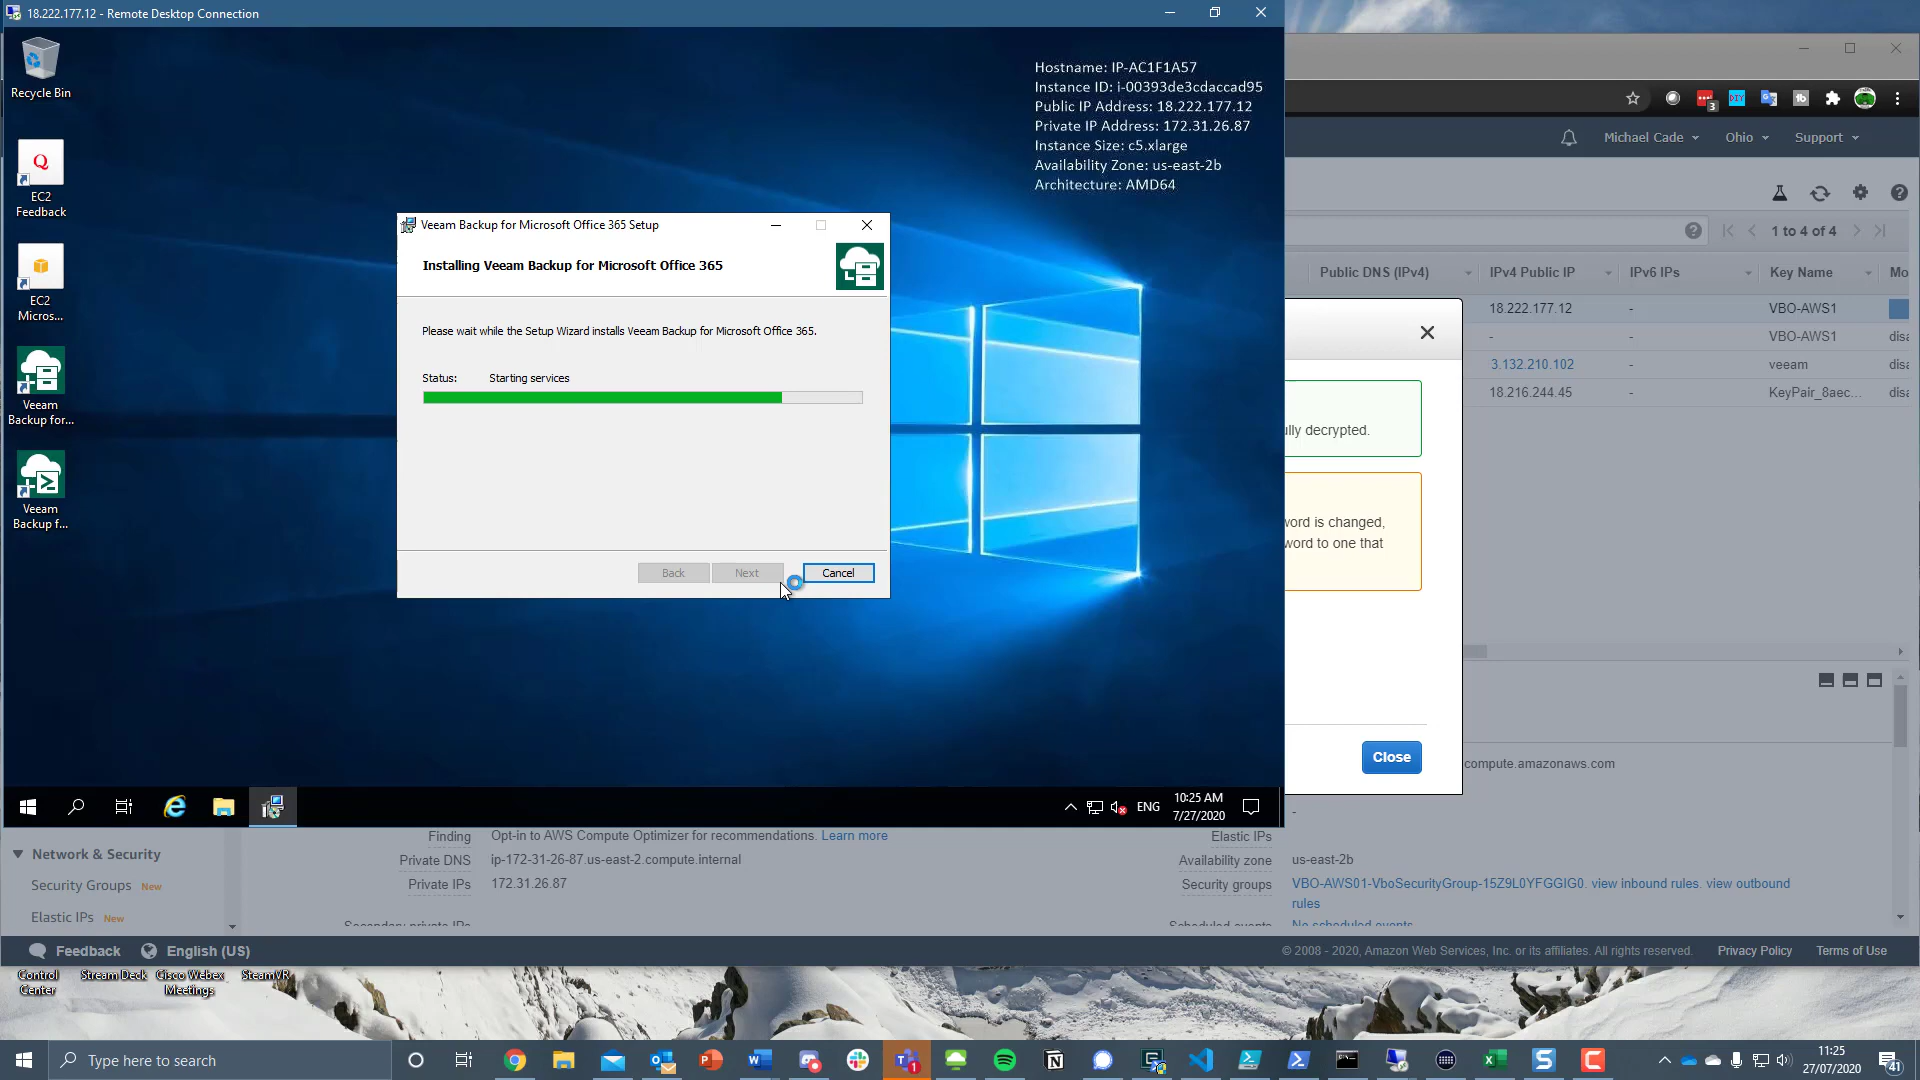 18.222.177.12 - Remote Desktop Connection
Recycle Bin
EC2
Feedback
EC2
Micros...
Veeam
Backup for...
Veeam
Backup f...
Hostname: IP-AC1F1A57
Instance ID: i-00393de3cdaccad95
Public IP Address: 18.222.177.12
Private IP Address: 172.31.26.87
Instance Size: c5.xlarge
Availability Zone: us-east-2b
Architecture: AMD64
Veeam Backup for Microsoft Office 365 Setup
Installing Veeam Backup for Microsoft Office 365
Please wait while the Setup Wizard installs Veeam Backup for Microsoft Office 365.
Status: Starting services
Back Next Cancel
ENG
10:25 AM
7/27/2020
3
DIY
Michael Cade Ohio Support
1 to 4 of 4
Public DNS (IPv4) IPv4 Public IP IPv6 IPs Key Name Mo
18.222.177.12 - VBO-AWS1
- - VBO-AWS1 disa
3.132.210.102 - veeam disa
18.216.244.45 - KeyPair_8aec... disa
ully decrypted.
word is changed,
word to one that
Close
compute.amazonaws.com
-
Finding Opt-in to AWS Compute Optimizer for recommendations. Learn more Elastic IPs
Private DNS ip-172-31-26-87.us-east-2.compute.internal Availability zone us-east-2b
Private IPs 172.31.26.87 Security groups VBO-AWS01-VboSecurityGroup-15Z9L0YFGGIG0. view inbound rules. view outbound
rules
Secondary private IPs Scheduled events No scheduled events
Network & Security
Security Groups New
Elastic IPs New
Feedback English (US) © 2008 - 2020, Amazon Web Services, Inc. or its affiliates. All rights reserved. Privacy Policy Terms of Use
Control
Center
Stream Deck
Cisco Webex
Meetings
SteamVR
Type here to search
11:25
27/07/2020
41